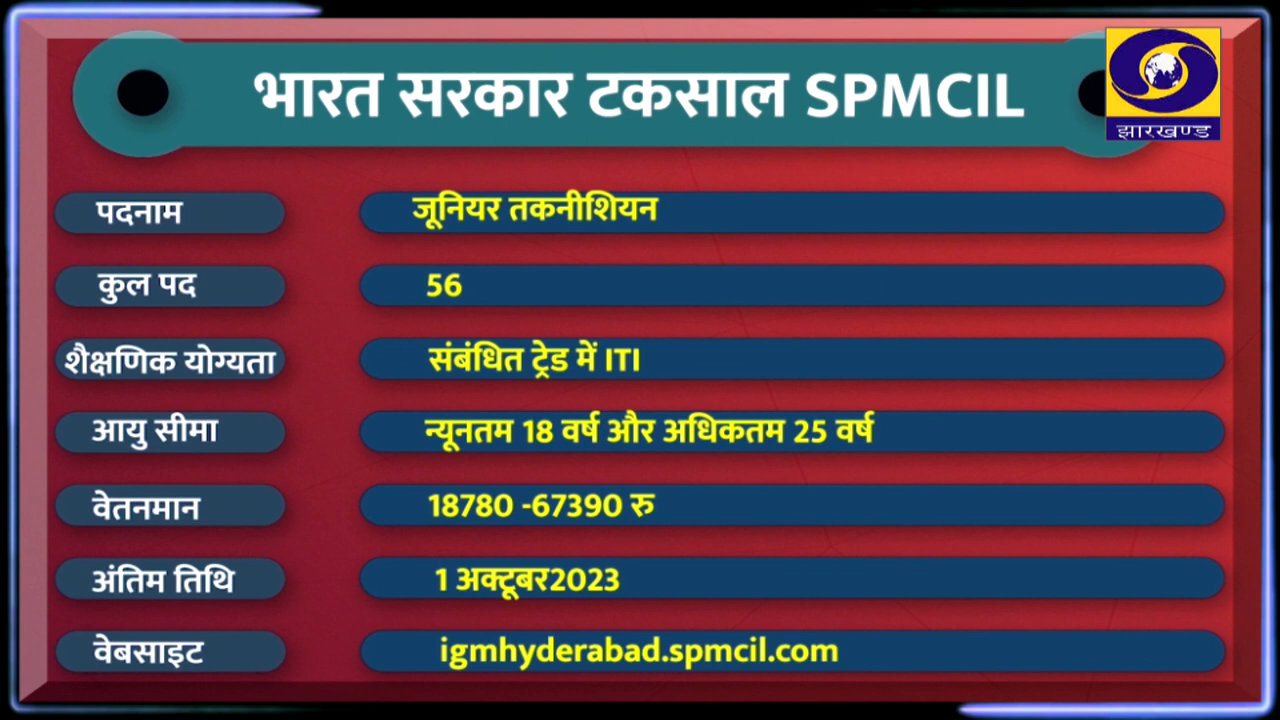 भारत सरकार टकसाल SPMCIL
झारखण्ड
पदनाम जूनियर तकनीशियन
कुल पद 56
शैक्षणिक योग्यता संबंधित ट्रेड में ITI
आयु सीमा न्यूनतम 18 वर्ष और अधिकतम 25 वर्ष
वेतनमान 18780 -67390 रु
अंतिम तिथि 1 अक्टूबर2023
वेबसाइट igmhyderabad.spmcil.com